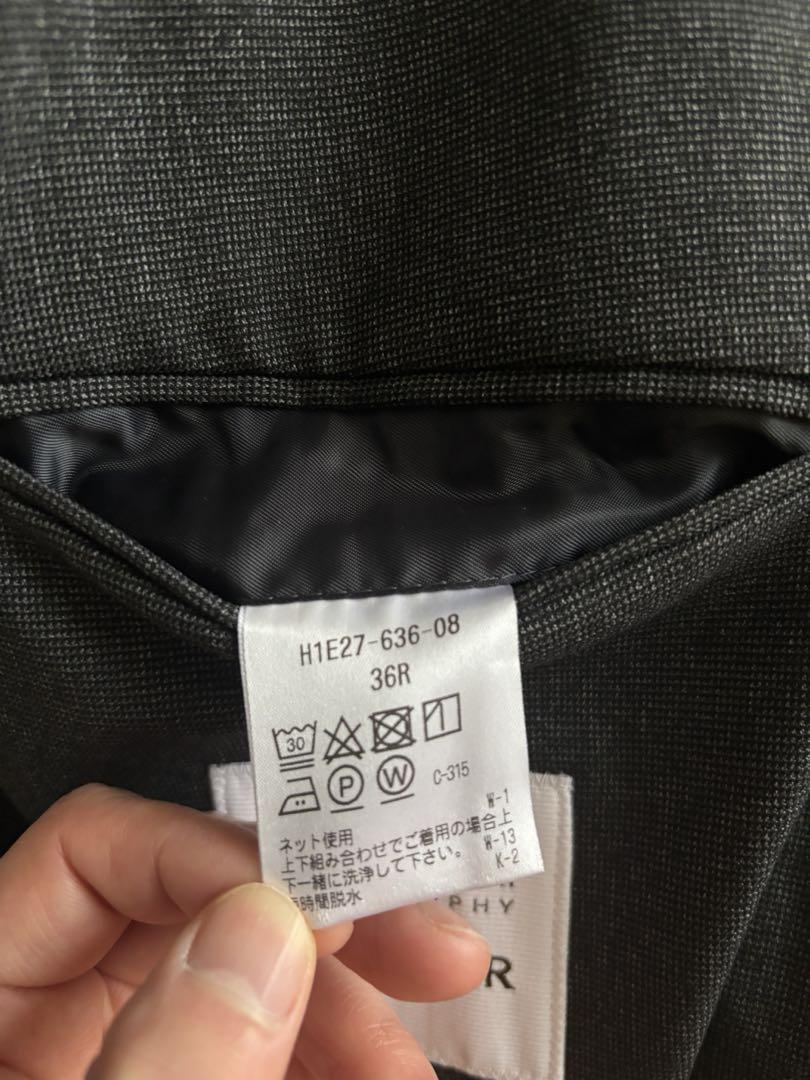 H1E27-636-08
36R
30
P W C-315
W-1
ネット使用 W-13
上下組み合わせでご着用の場合上 K-2
下一緒に洗浄して下さい。
時間脱水
PHY
R